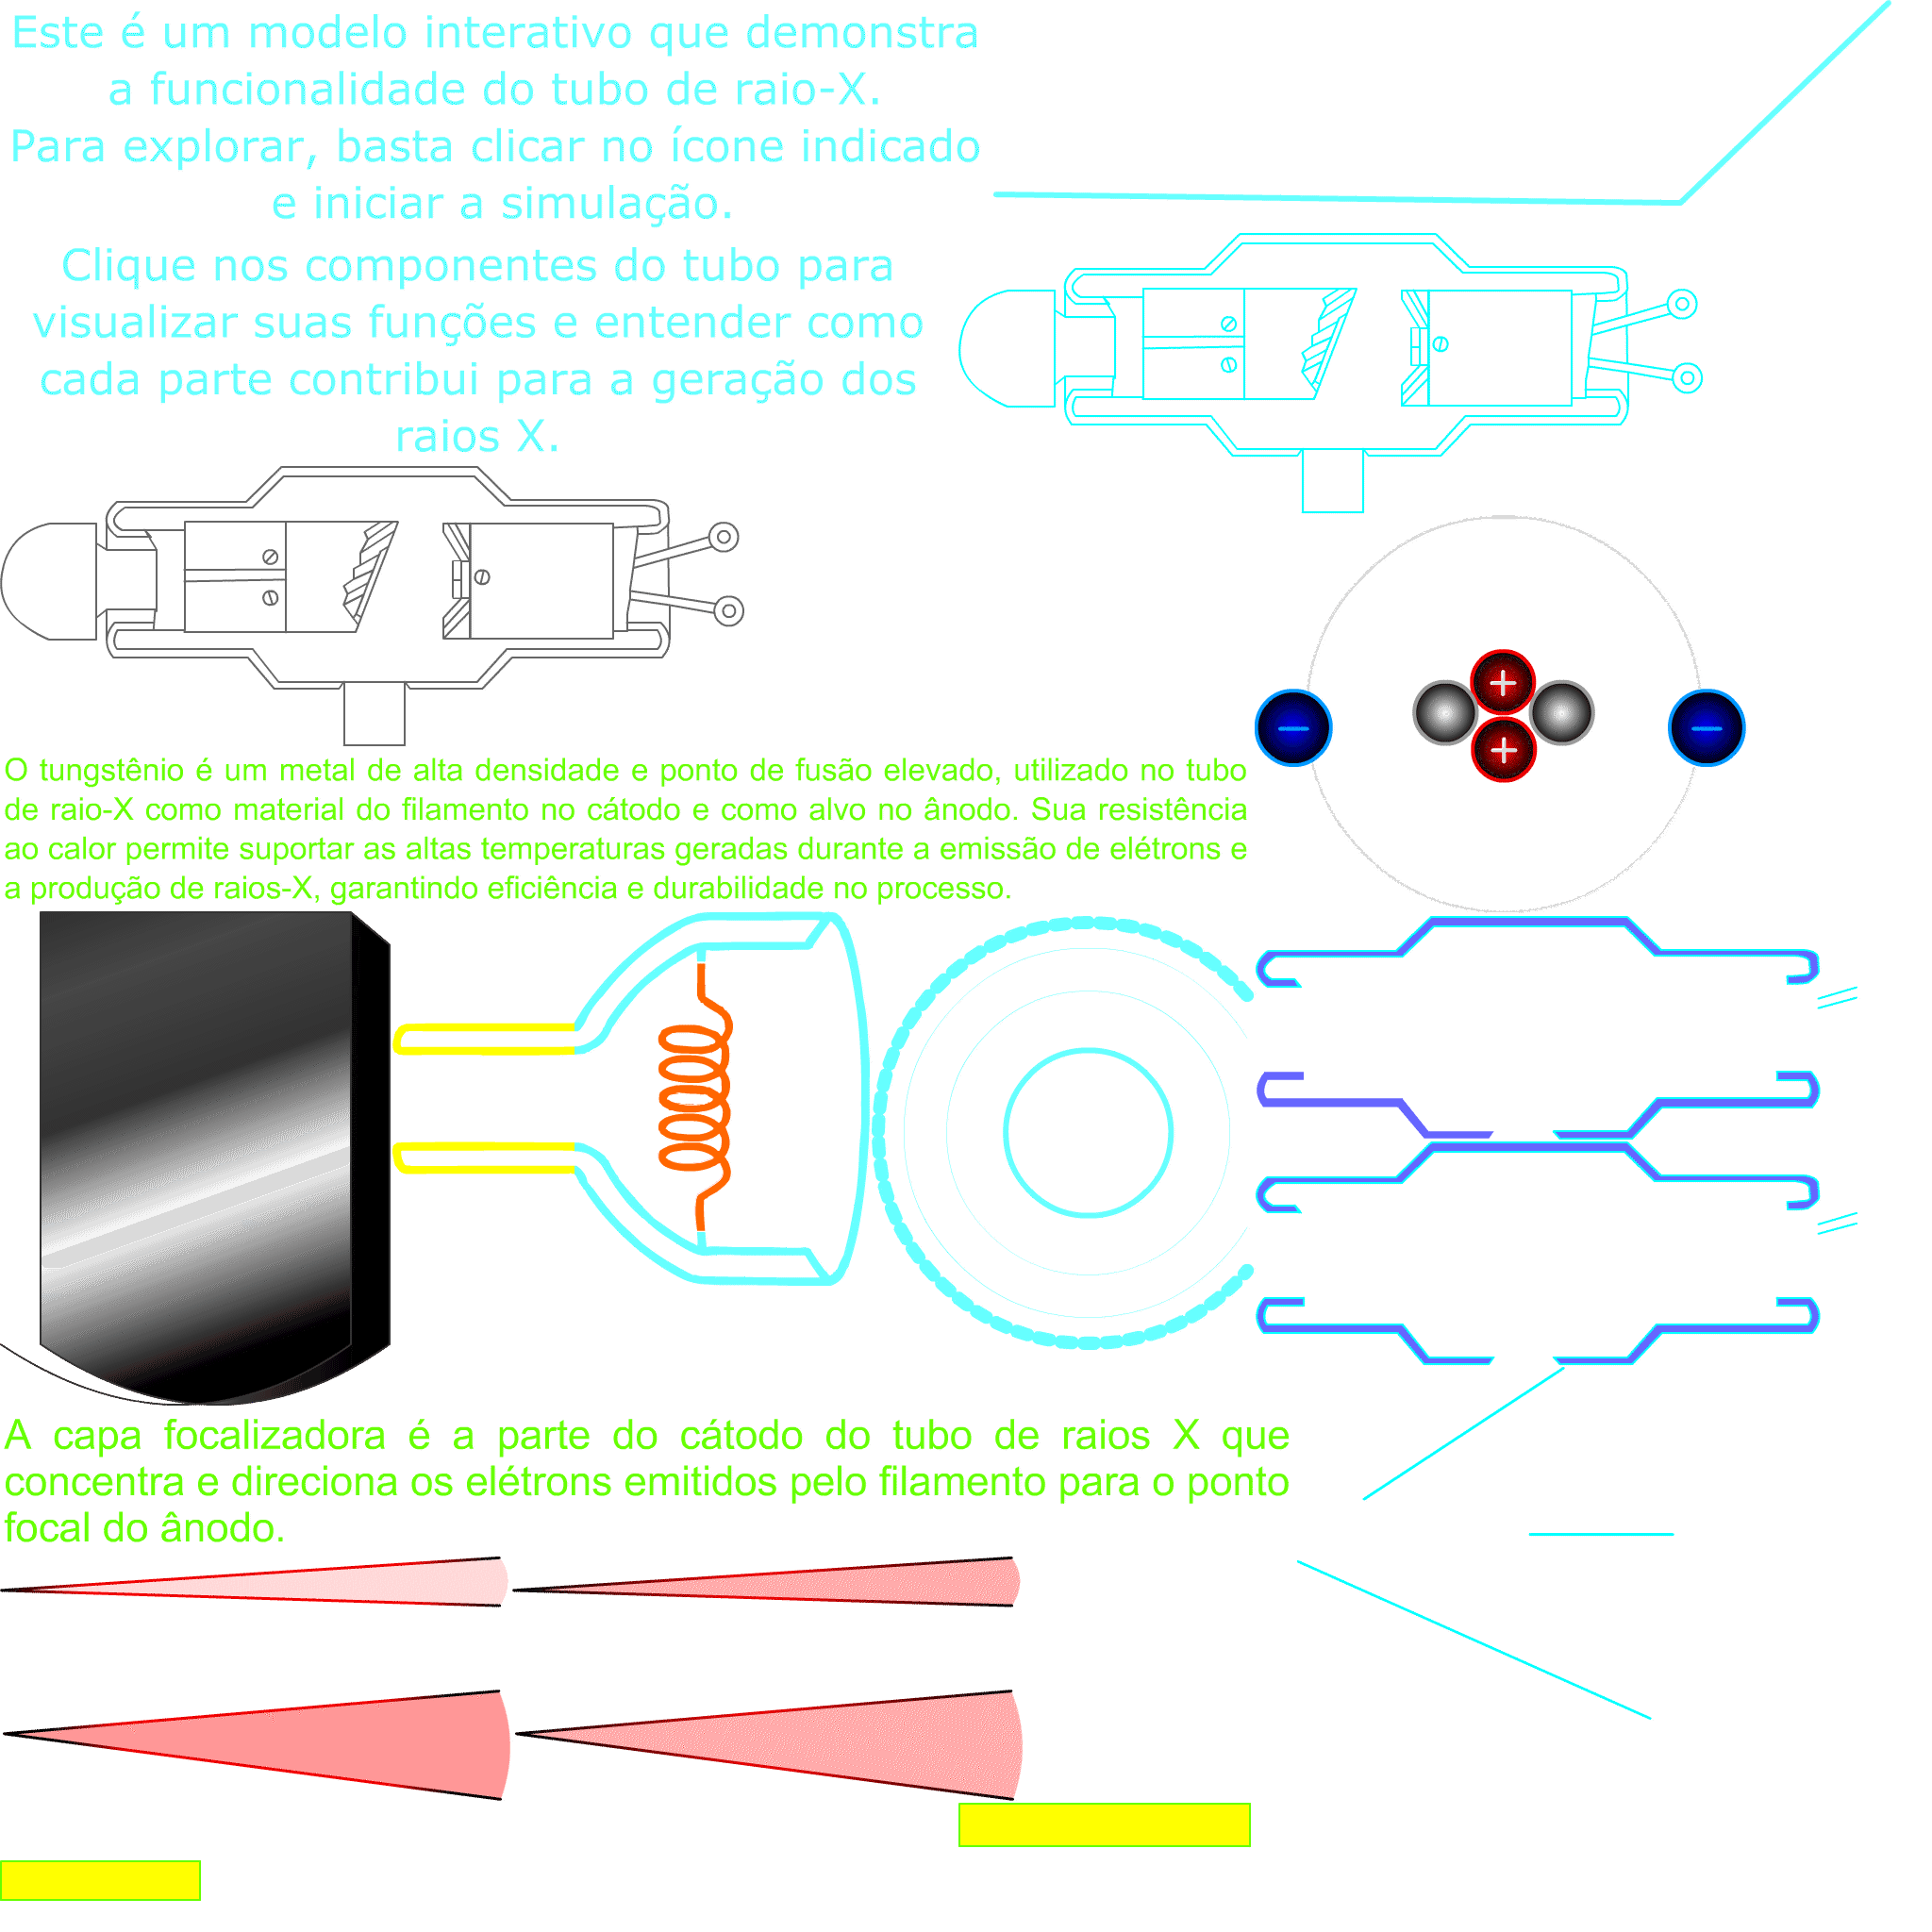 Este é um modelo interativo que demonstra
a funcionalidade do tubo de raio-X.
Para explorar, basta clicar no ícone indicado
e iniciar a simulação.
Clique nos componentes do tubo para
visualizar suas funções e entender como
cada parte contribui para a geração dos
raios X.
O tungstênio é um metal de alta densidade e ponto de fusão elevado, utilizado no tubo
de raio-X como material do filamento no cátodo e como alvo no ânodo. Sua resistência
ao calor permite suportar as altas temperaturas geradas durante a emissão de elétrons e
a produção de raios-X, garantindo eficiência e durabilidade no processo.
A capa focalizadora é a parte do cátodo do tubo de raios X que
concentra e direciona os elétrons emitidos pelo filamento para o ponto
focal do ânodo.